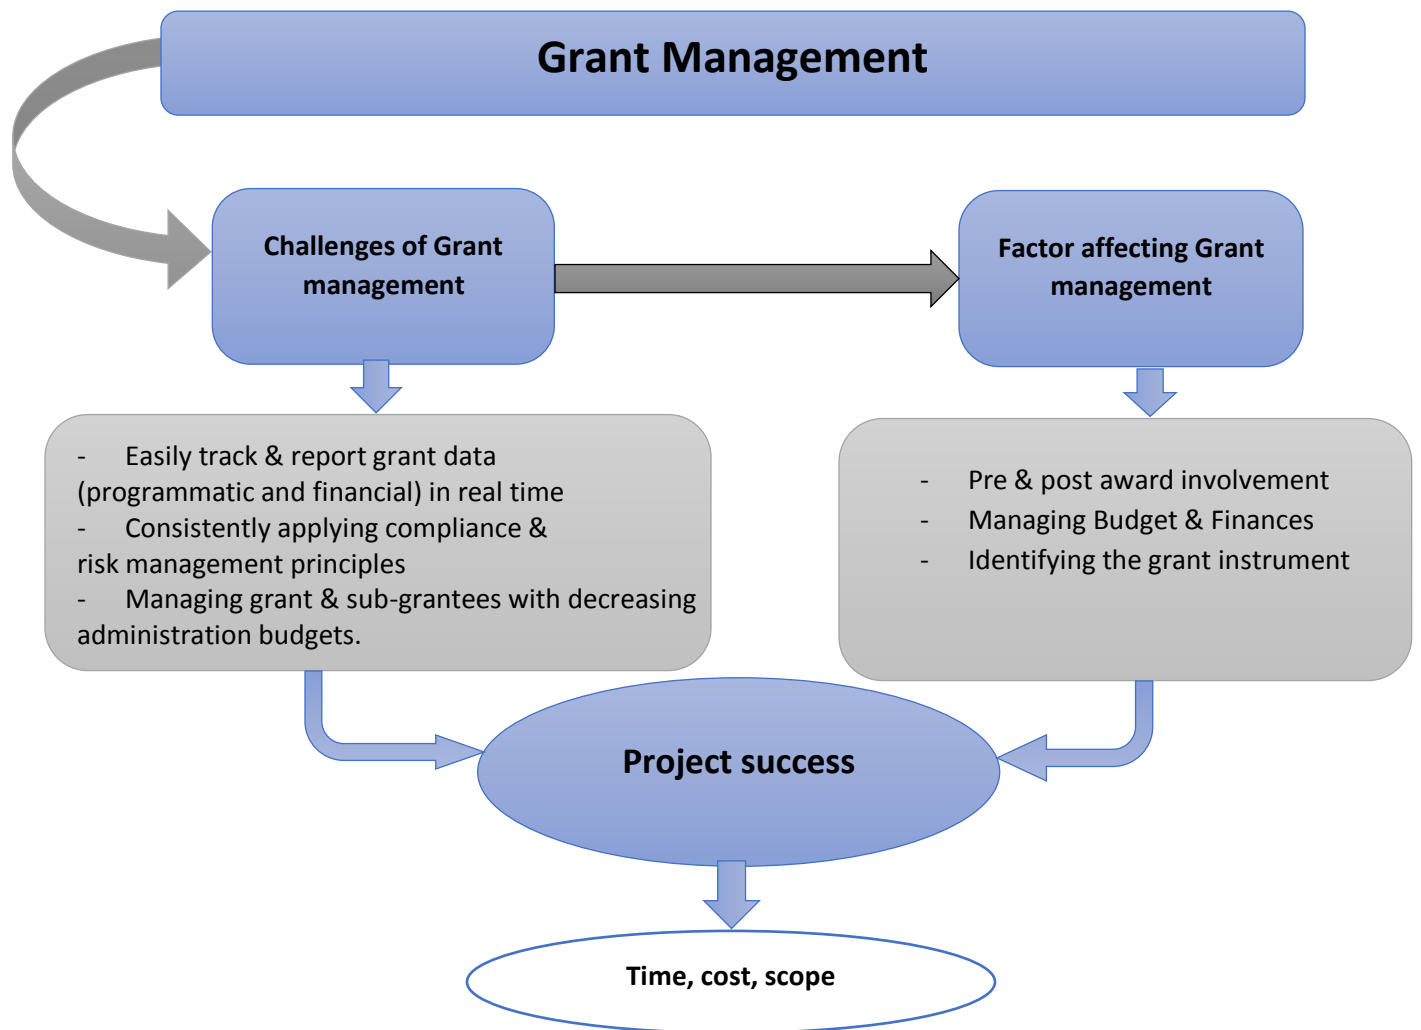 Grant Management
Challenges of Grant
management
Factor affecting Grant
management
- Easily track & report grant data
(programmatic and financial) in real time
- Consistently applying compliance &
risk management principles
- Managing grant & sub-grantees with decreasing
administration budgets.
- Pre & post award involvement
- Managing Budget & Finances
- Identifying the grant instrument
Project success
Time, cost, scope